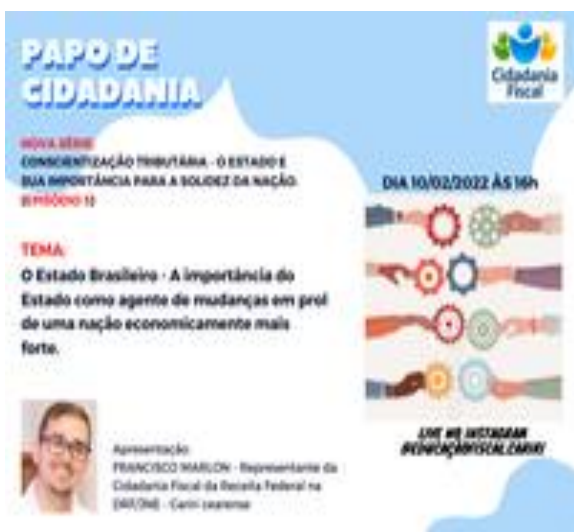 PAPO DE
CIDADANIA
Cidadania
Fiscal
NOVA SÉRIE
CONSCIENTIZAÇÃO TRIBUTÁRIA - O ESTADO E
SUA IMPORTÂNCIA PARA A SOLIDEZ DA NAÇÃO.
(EPISÓDIO 1)
DIA 10/02/2022 ÀS 16h
TEMA:
O Estado Brasileiro - A importância do
Estado como agente de mudanças em prol
de uma nação economicamente mais
forte.
LIVE NO INSTAGRAM
@EDUCAÇÃOFISCAL.CARIRI
Apresentação:
FRANCISCO MARLON - Representante da
Cidadania Fiscal da Receita Federal na
Cariri cearense